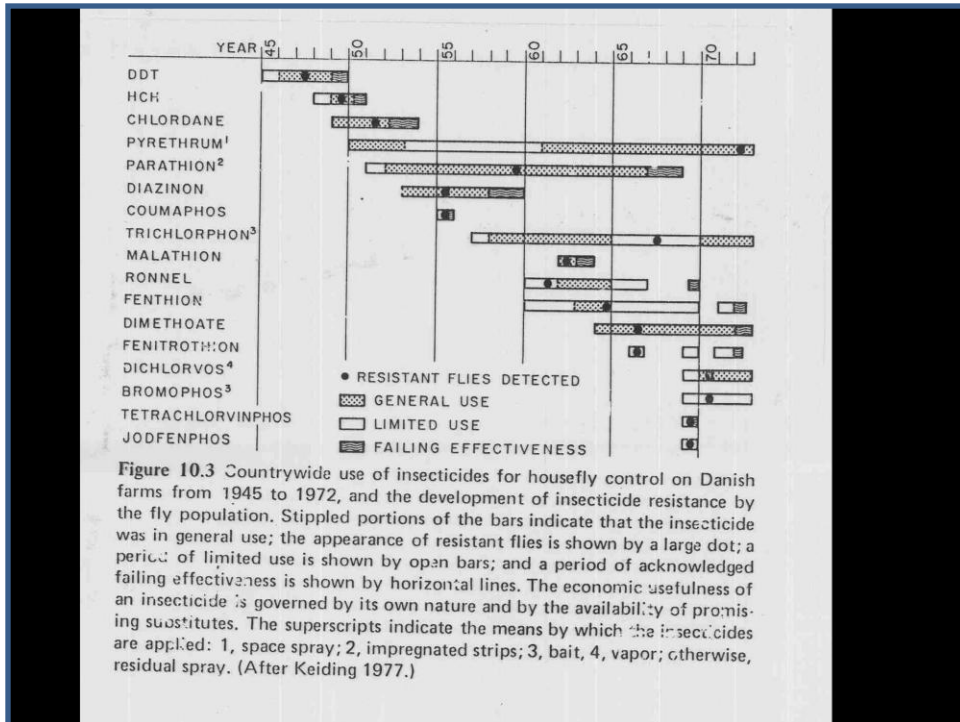 YEAR 45 50 55 60 65 70
DDT
HCH
CHLORDANE
PYRETHRUM¹
PARATHION²
DIAZINON
COUMAPHOS
TRICHLORPHON³
MALATHION
RONNEL
FENTHION
DIMETHOATE
FENITROTHION
DICHLORVOS⁴
BROMOPHOS³
TETRACHLORVINPHOS
JODFENPHOS
RESISTANT FLIES DETECTED
GENERAL USE
LIMITED USE
FAILING EFFECTIVENESS
Figure 10.3 Countrywide use of insecticides for housefly control on Danish
farms from 1945 to 1972, and the development of insecticide resistance by
the fly population. Stippled portions of the bars indicate that the insecticide
was in general use; the appearance of resistant flies is shown by a large dot; a
period of limited use is shown by open bars; and a period of acknowledged
failing effectiveness is shown by horizontal lines. The economic usefulness of
an insecticide is governed by its own nature and by the availability of promis-
ing substitutes. The superscripts indicate the means by which the insecticides
are applied: 1, space spray; 2, impregnated strips; 3, bait, 4, vapor; otherwise,
residual spray. (After Keiding 1977.)